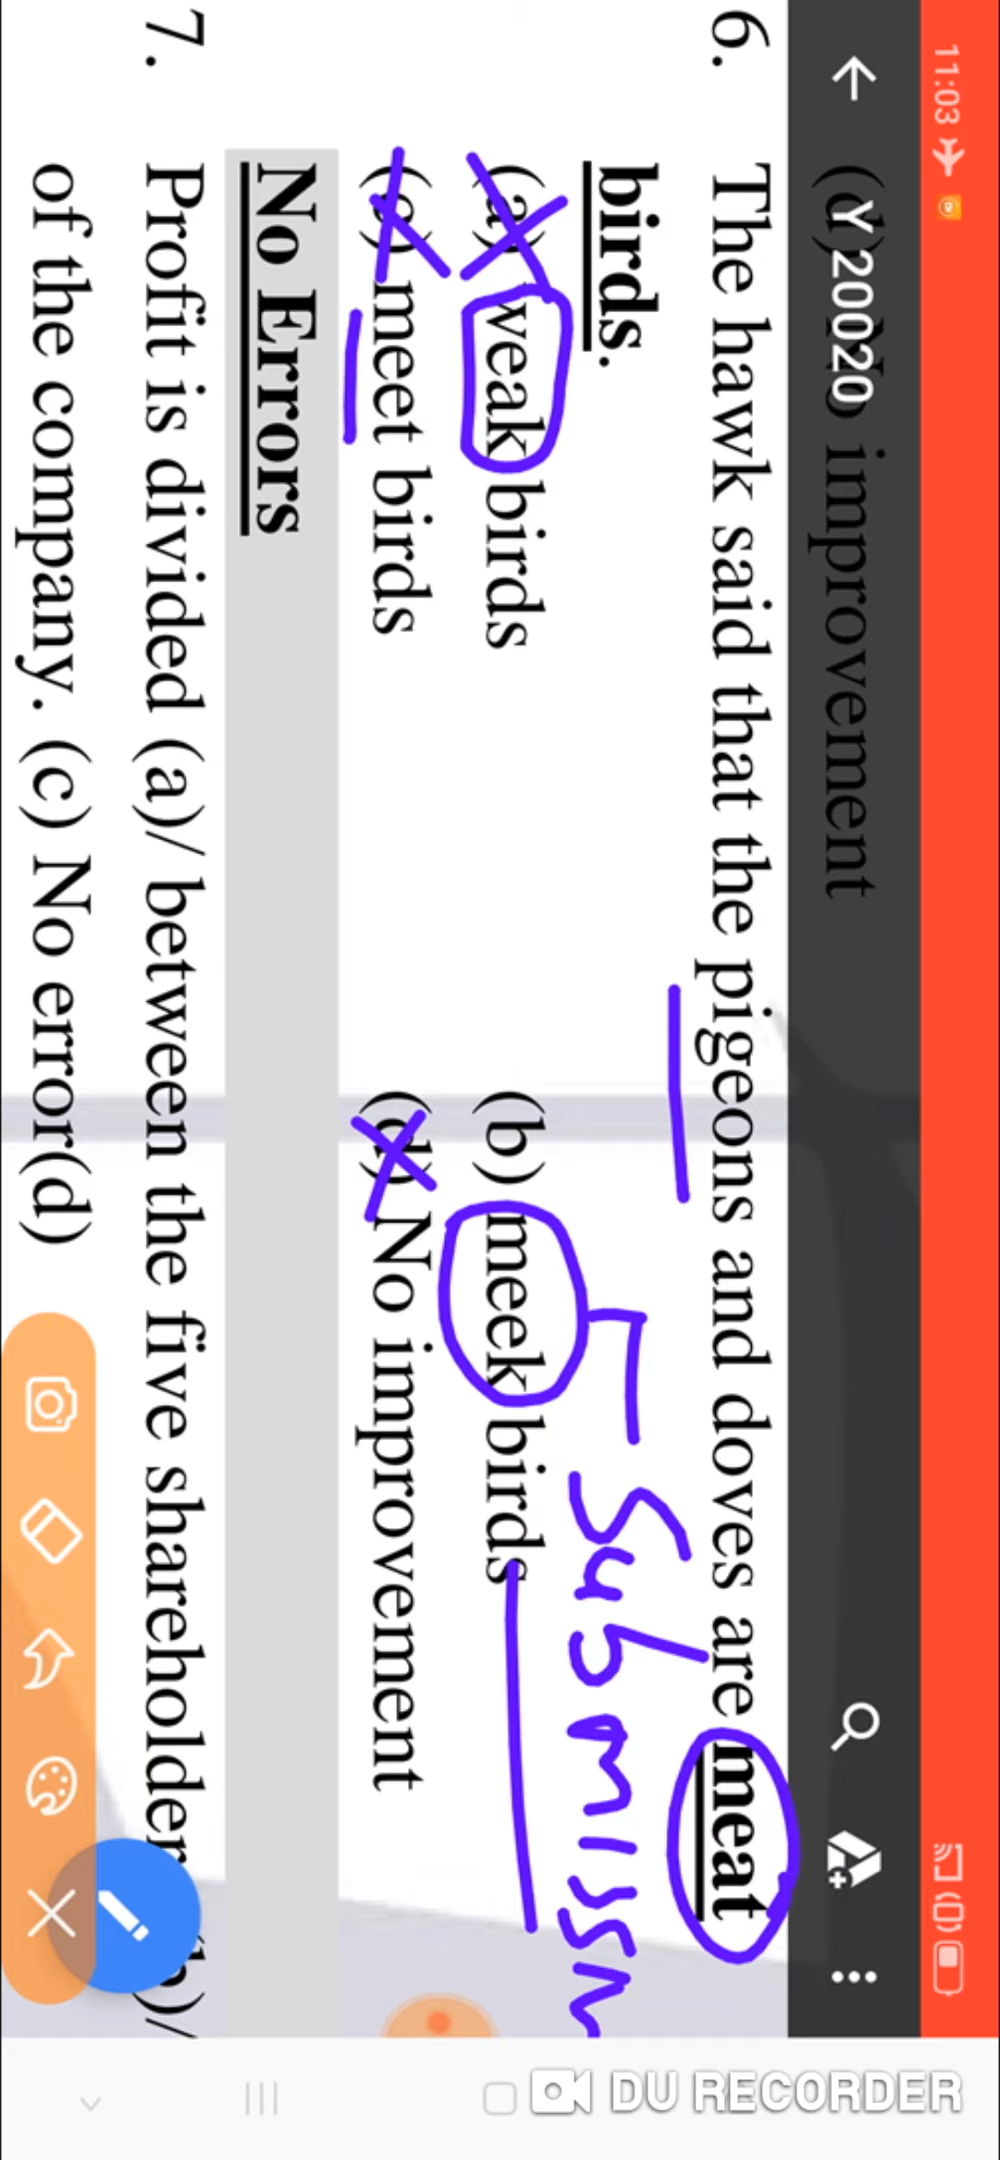 11:03
(d) No improvement
Y 20020
6. The hawk said that the pigeons and doves are meat
birds.
(a) weak birds (b) meek birds
(c) meet birds (d) No improvement
No Errors
7. Profit is divided (a)/ between the five shareholder (b)/
of the company. (c) No error(d)
DU RECORDER